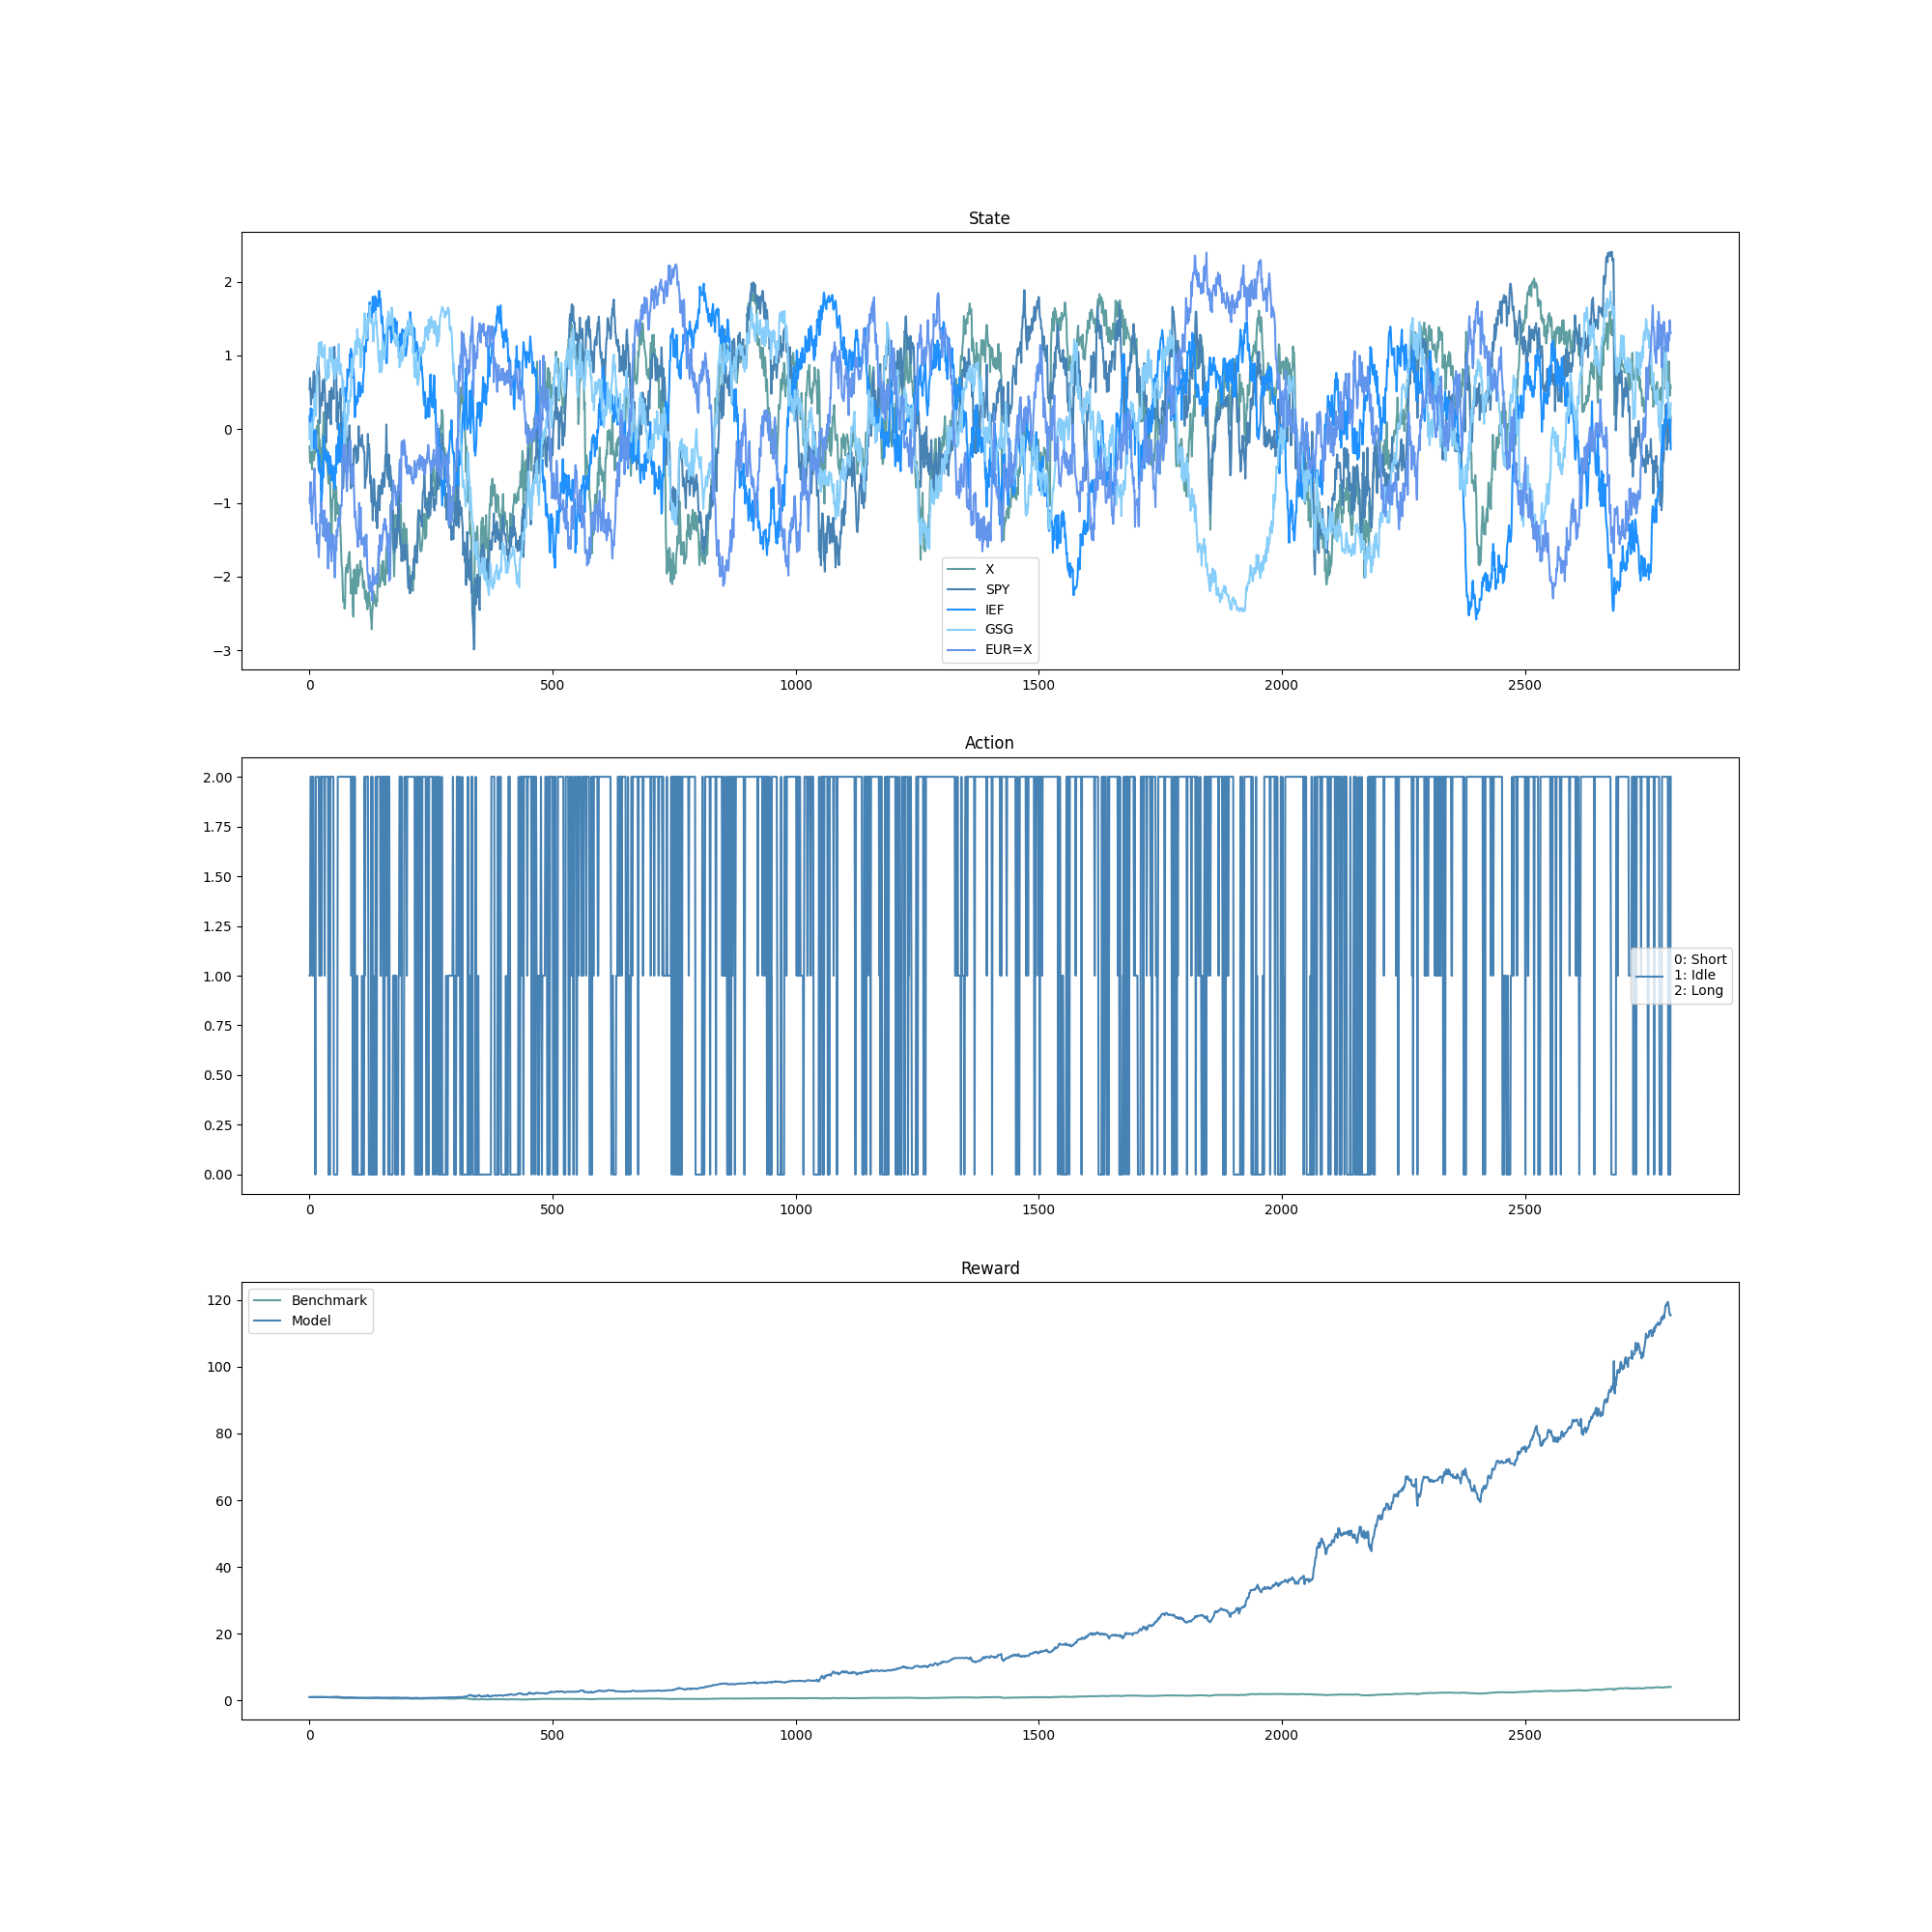 State
2
1
0
−1
−2
−3
X
SPY
IEF
GSG
EUR=X
0 500 1000 1500 2000 2500
Action
2.00
1.75
1.50
1.25
1.00
0.75
0.50
0.25
0.00
0: Short
1: Idle
2: Long
0 500 1000 1500 2000 2500
Reward
120
100
80
60
40
20
0
Benchmark
Model
0 500 1000 1500 2000 2500